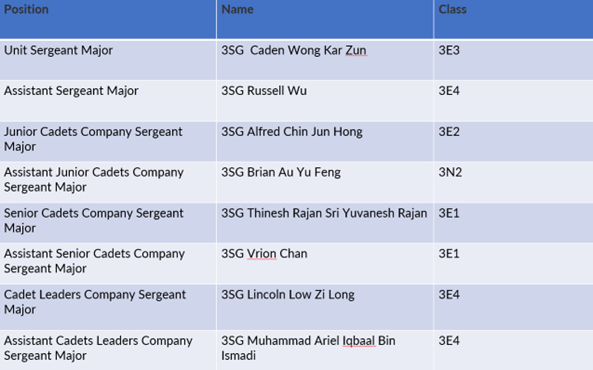 Position Name Class
Unit Sergeant Major 3SG  Caden Wong Kar Zun 3E3
Assistant Sergeant Major 3SG Russell Wu 3E4
Junior Cadets Company Sergeant
Major 3SG Alfred Chin Jun Hong 3E2
Assistant Junior Cadets Company
Sergeant Major 3SG Brian Au Yu Feng 3N2
Senior Cadets Company Sergeant
Major 3SG Thinesh Rajan Sri Yuvanesh Rajan 3E1
Assistant Senior Cadets Company
Sergeant Major 3SG Vrion Chan 3E1
Cadet Leaders Company Sergeant
Major 3SG Lincoln Low Zi Long 3E4
Assistant Cadets Leaders Company
Sergeant Major 3SG Muhammad Ariel Iqbaal Bin
Ismadi 3E4